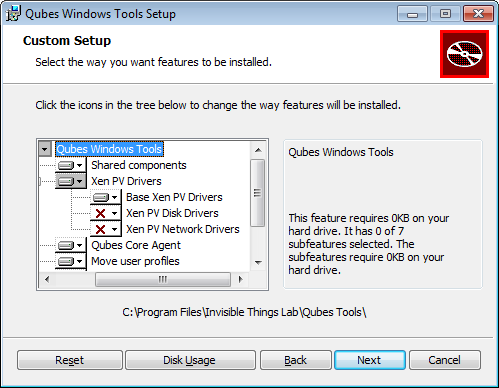 Qubes Windows Tools Setup
Custom Setup
Select the way you want features to be installed.
Click the icons in the tree below to change the way features will be installed.
Qubes Windows Tools
Shared components
Xen PV Drivers
Base Xen PV Drivers
Xen PV Disk Drivers
Xen PV Network Drivers
Qubes Core Agent
Move user profiles
Qubes Windows Tools
This feature requires 0KB on your
hard drive. It has 0 of 7
subfeatures selected. The
subfeatures require 0KB on your
hard drive.
C:\Program Files\Invisible Things Lab\Qubes Tools\
Reset
Disk Usage
Back
Next
Cancel